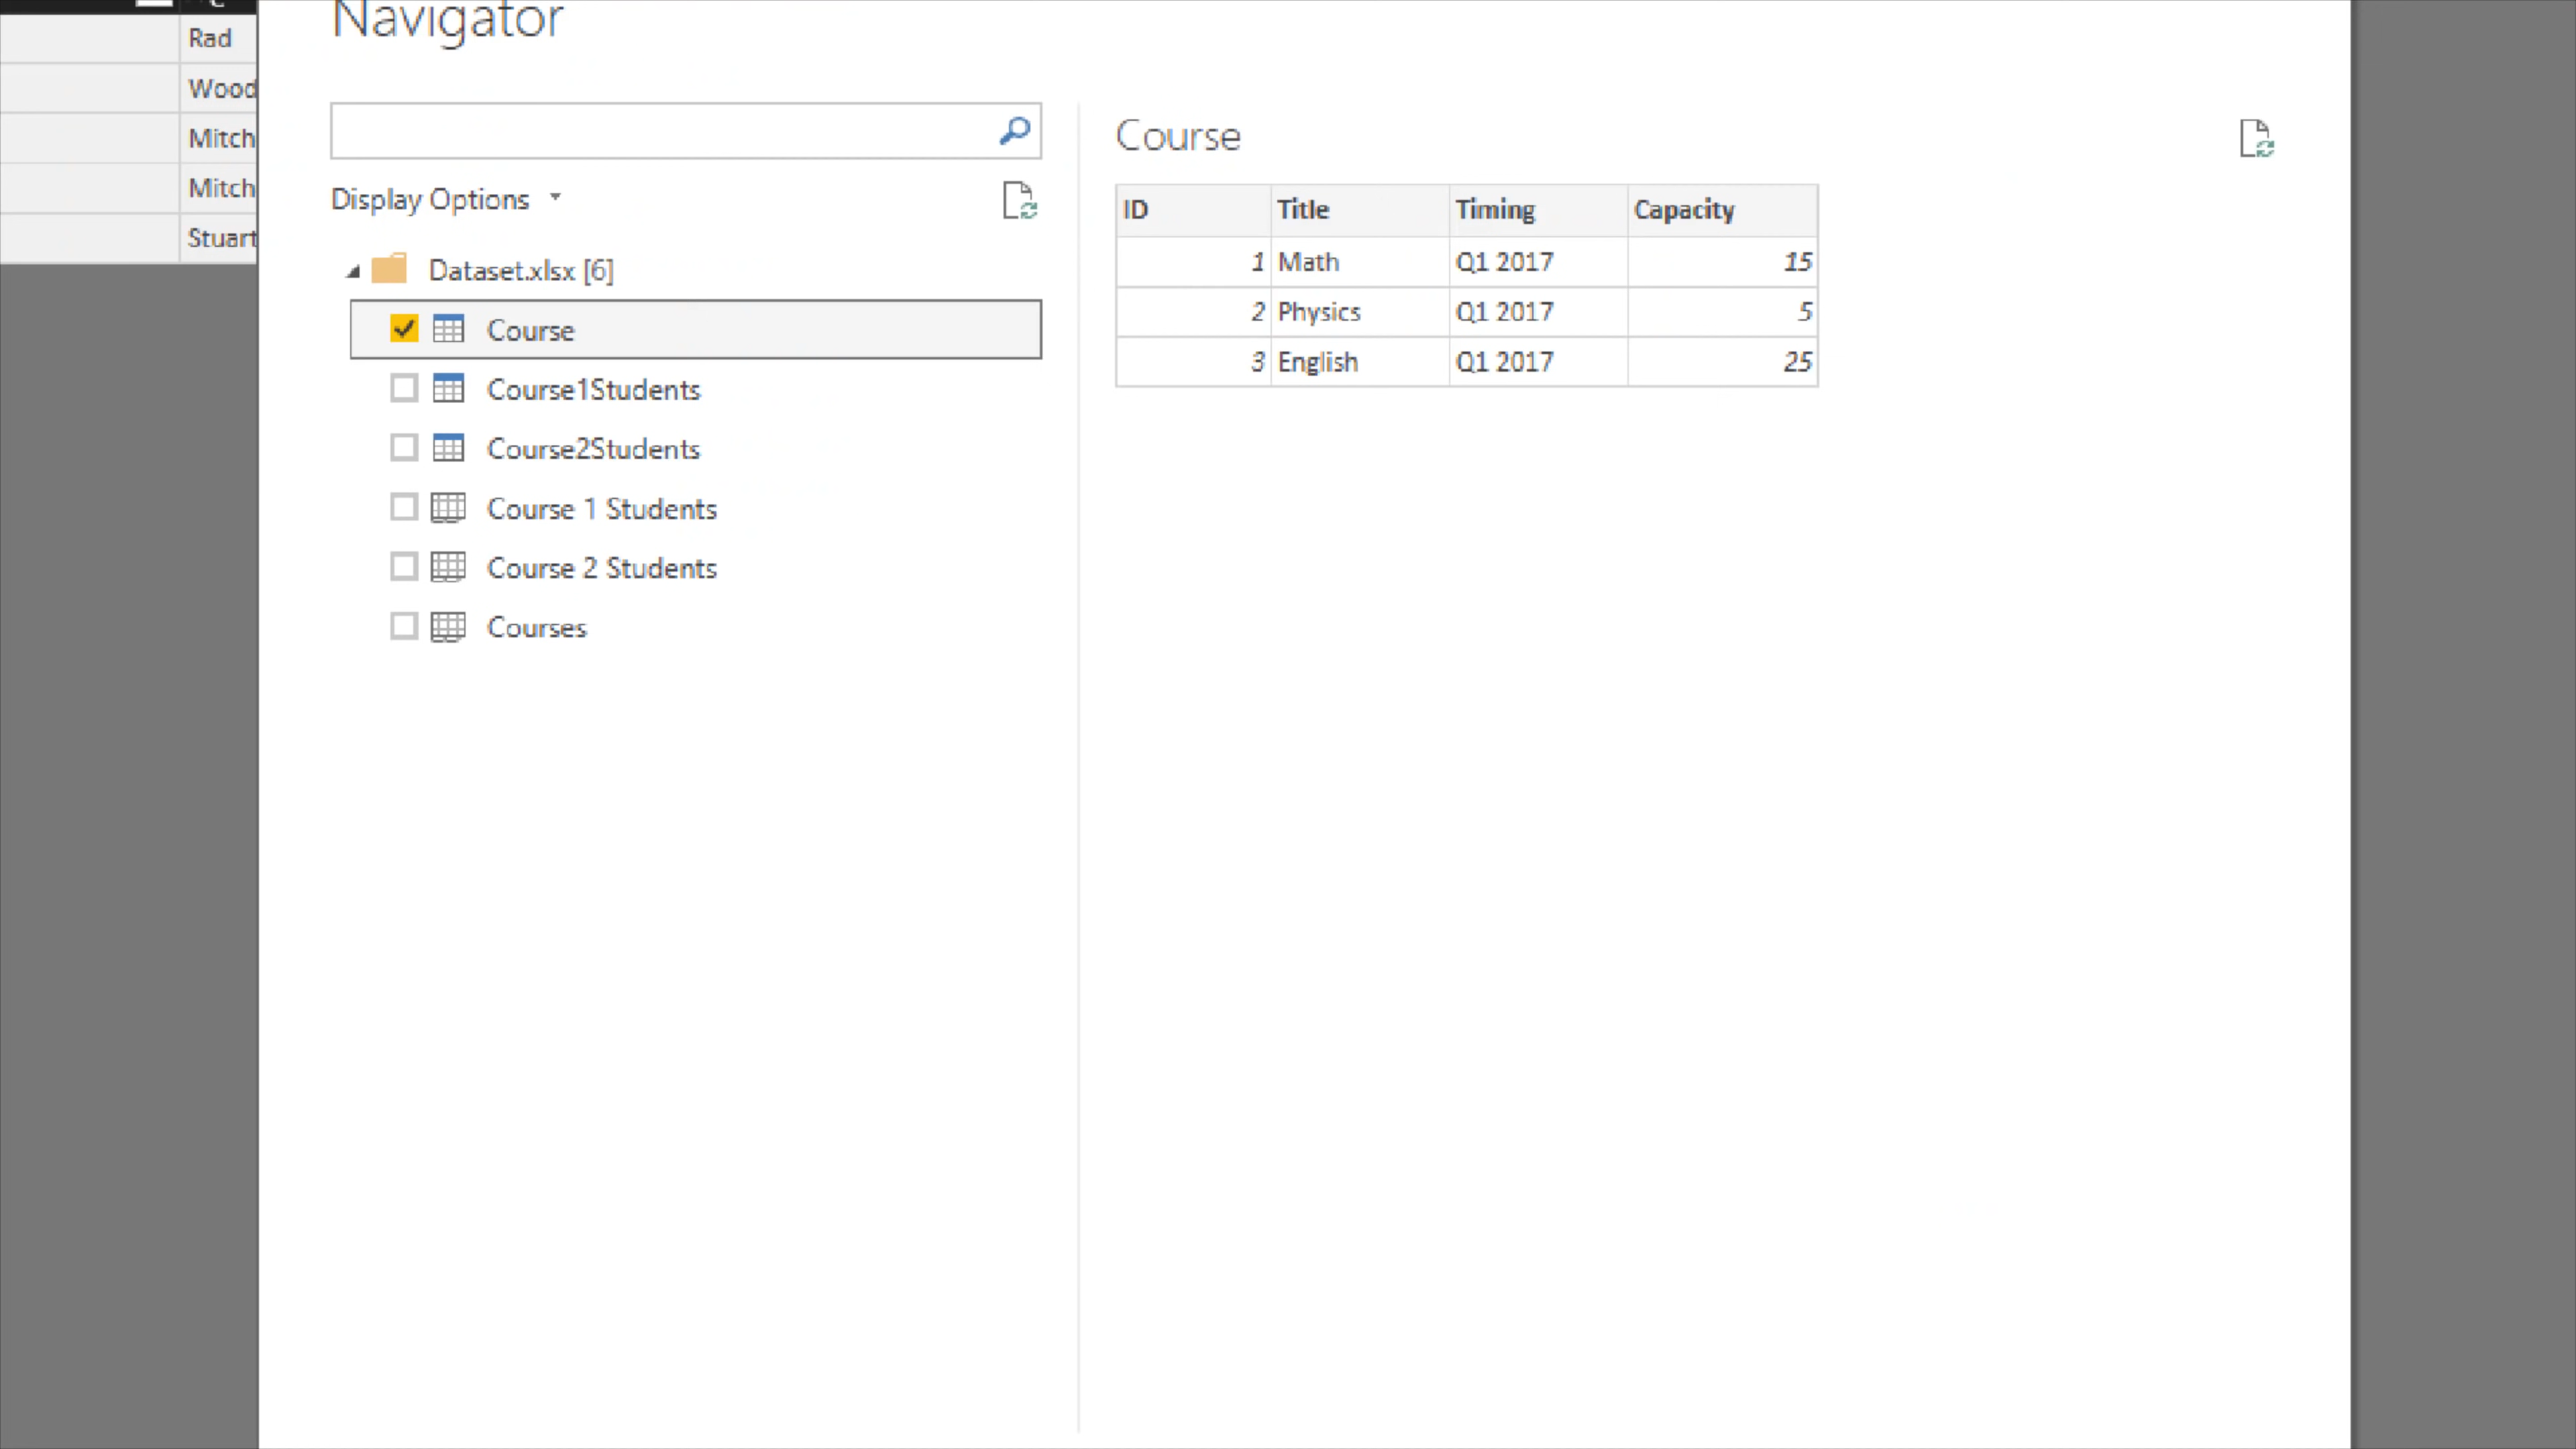 Rad
Wood
Mitch
Mitch
Stuart
Navigator
Display Options
Dataset.xlsx [6]
Course
Course1Students
Course2Students
Course 1 Students
Course 2 Students
Courses
Course
ID Title Timing Capacity
1 Math Q1 2017 15
2 Physics Q1 2017 5
3 English Q1 2017 25